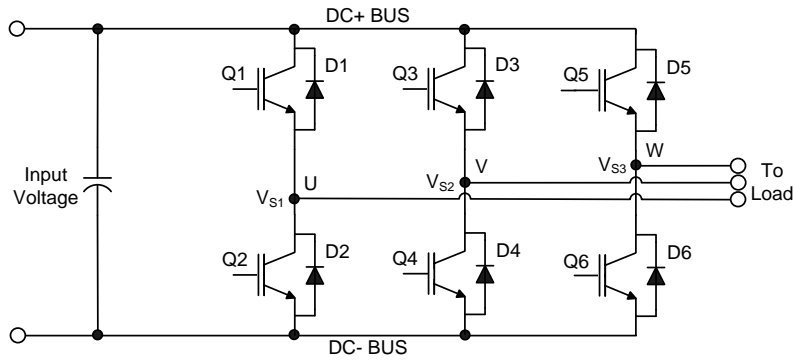 DC+ BUS
Q1
D1
Q3
D3
Q5
D5
Input
Voltage
VS1
U
VS2
V
VS3
W
To
Load
Q2
D2
Q4
D4
Q6
D6
DC- BUS